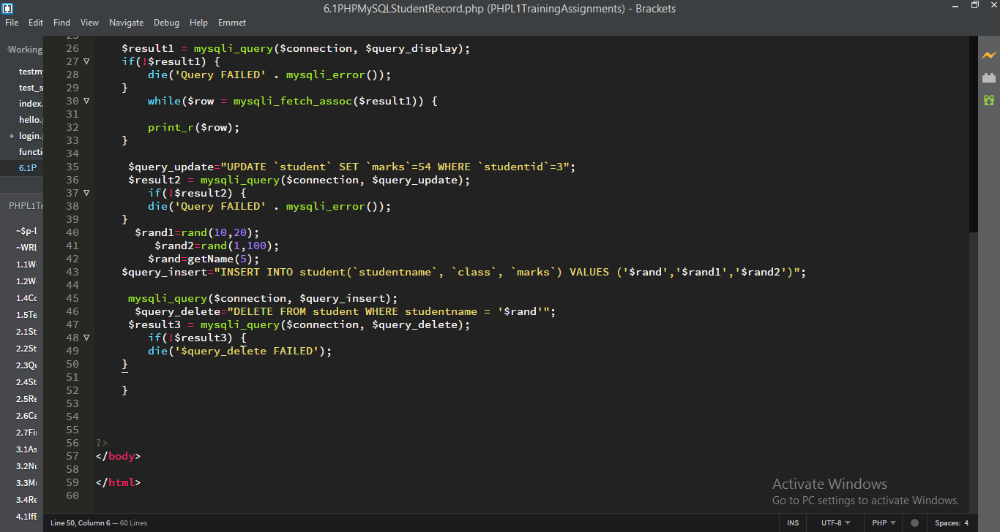 6.1PHPMySQLStudentRecord.php (PHPL1TrainingAssignments) - Brackets
File Edit Find View Navigate Debug Help Emmet
Working
testmy
test_s
index.
hello.
login.
functi
6.1P
PHPL1Tr
~$p-L
~WRL
1.1W
1.2W
1.4Co
1.5Te
2.1St
2.2St
2.3Qu
2.4St
2.5Re
2.6Ca
2.7Fi
3.1As
3.2Nu
3.3Mu
3.4Re
4.1IfE
25
26 $result1 = mysqli_query($connection, $query_display);
27 if(!$result1) {
28 die('Query FAILED' . mysqli_error());
29 }
30 while($row = mysqli_fetch_assoc($result1)) {
31
32 print_r($row);
33 }
34
35 $query_update="UPDATE `student` SET `marks`=54 WHERE `studentid`=3";
36 $result2 = mysqli_query($connection, $query_update);
37 if(!$result2) {
38 die('Query FAILED' . mysqli_error());
39 }
40 $rand1=rand(10,20);
41 $rand2=rand(1,100);
42 $rand=getName(5);
43 $query_insert="INSERT INTO student(`studentname`, `class`, `marks`) VALUES ('$rand','$rand1','$rand2')";
44
45 mysqli_query($connection, $query_insert);
46 $query_delete="DELETE FROM student WHERE studentname = '$rand'";
47 $result3 = mysqli_query($connection, $query_delete);
48 if(!$result3) {
49 die('$query_delete FAILED');
50 }
51
52 }
53
54
55
56 ?>
57 </body>
58
59 </html>
60
Activate Windows
Go to PC settings to activate Windows.
Line 50, Column 6 — 60 Lines
INS UTF-8 PHP Spaces: 4